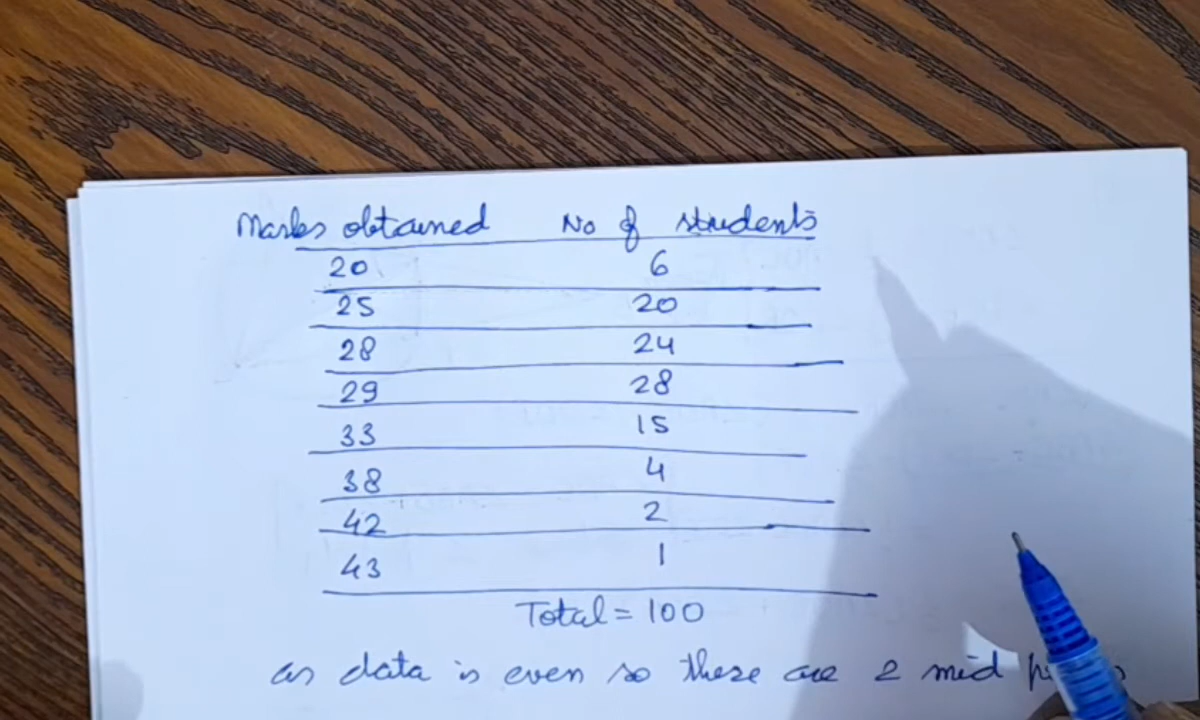 Marks obtained No of students
20 6
25 20
28 24
29 28
33 15
38 4
42 2
43 1
Total = 100
as data is even so there are 2 mid